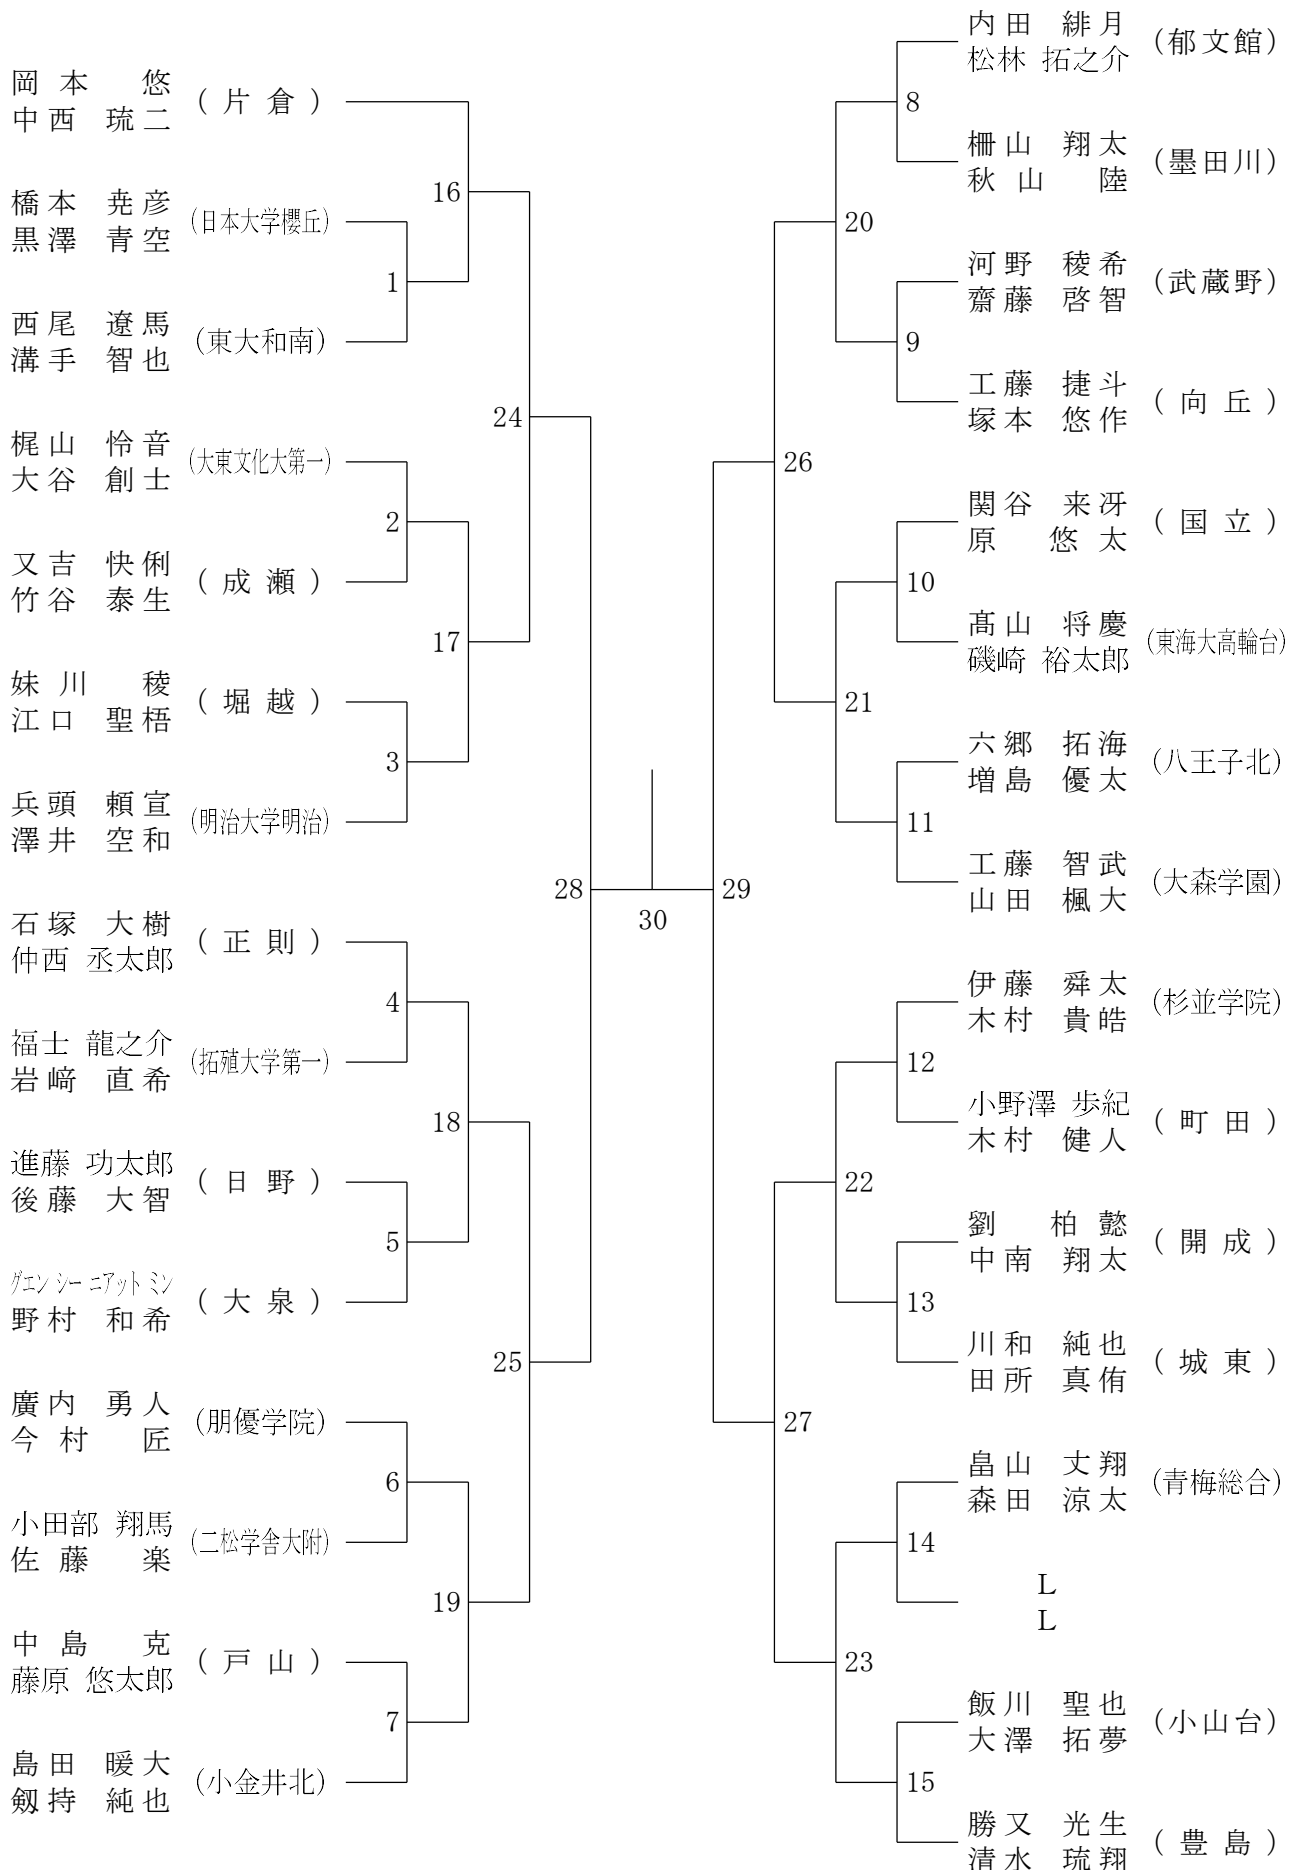 岡本 悠
中西 琉二
(片倉)
橋本 尭彦
黒澤 青空
(日本大学櫻丘)
西尾 遼馬
溝手 智也
(東大和南)
梶山 怜音
大谷 創士
(大東文化大第一)
又吉 快俐
竹谷 泰生
(成瀬)
妹川 稜
江口 聖梧
(堀越)
兵頭 頼宣
澤井 空和
(明治大学明治)
石塚 大樹
仲西 丞太郎
(正則)
福士 龍之介
岩﨑 直希
(拓殖大学第一)
進藤 功太郎
後藤 大智
(日野)
グエン シー ニアット ミン
野村 和希
(大泉)
廣内 勇人
今村 匠
(朋優学院)
小田部 翔馬
佐藤 楽
(二松学舎大附)
中島 克
藤原 悠太郎
(戸山)
島田 暖大
剱持 純也
(小金井北)
1
2
3
4
5
6
7
16
17
18
19
24
25
28
30
29
26
27
20
21
22
23
8
9
10
11
12
13
14
15
内田 緋月
松林 拓之介
(郁文館)
柵山 翔太
秋山 陸
(墨田川)
河野 稜希
齋藤 啓智
(武蔵野)
工藤 捷斗
塚本 悠作
(向丘)
関谷 来冴
原 悠太
(国立)
髙山 将慶
磯崎 裕太郎
(東海大高輪台)
六郷 拓海
増島 優太
(八王子北)
工藤 智武
山田 楓大
(大森学園)
伊藤 舜太
木村 貴皓
(杉並学院)
小野澤 歩紀
木村 健人
(町田)
劉 柏懿
中南 翔太
(開成)
川和 純也
田所 真侑
(城東)
畠山 丈翔
森田 涼太
(青梅総合)
L
L
飯川 聖也
大澤 拓夢
(小山台)
勝又 光生
清水 琉翔
(豊島)